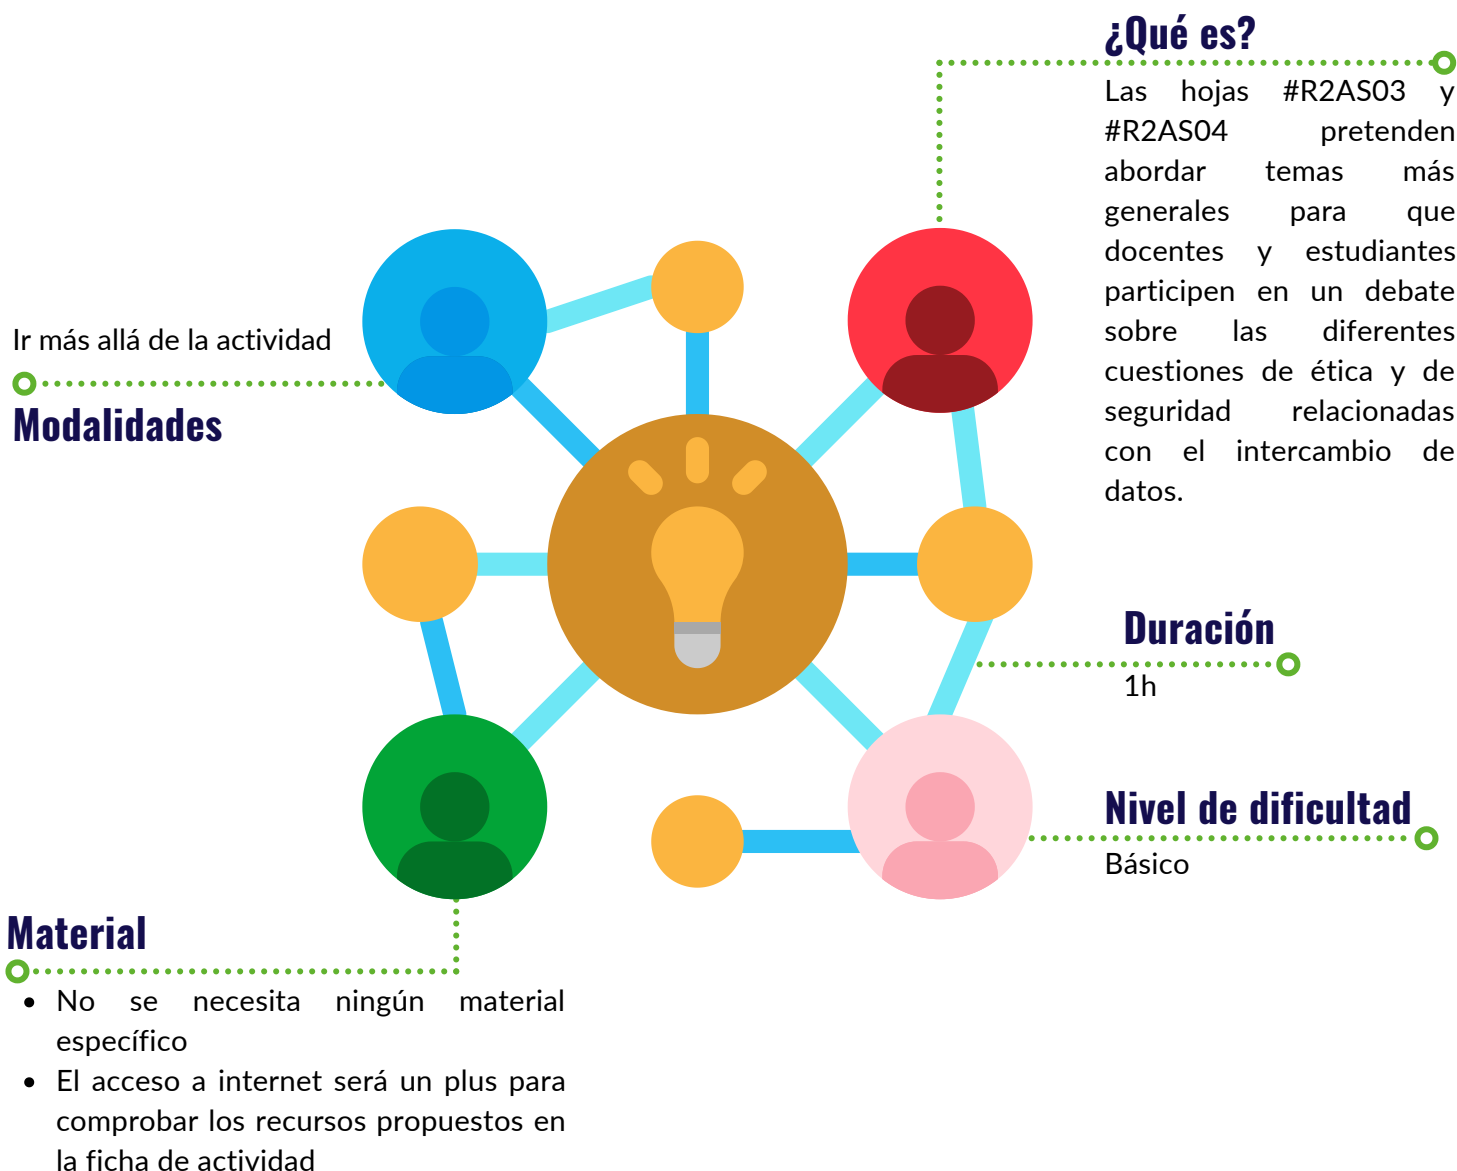 ¿Qué es?
Las hojas #R2AS03 y
#R2AS04 pretenden
abordar temas más
generales para que
docentes y estudiantes
participen en un debate
sobre las diferentes
cuestiones de ética y de
seguridad relacionadas
con el intercambio de
datos.
Ir más allá de la actividad
Modalidades
Duración
1h
Nivel de dificultad
Básico
Material
• No se necesita ningún material
específico
• El acceso a internet será un plus para
comprobar los recursos propuestos en
la ficha de actividad